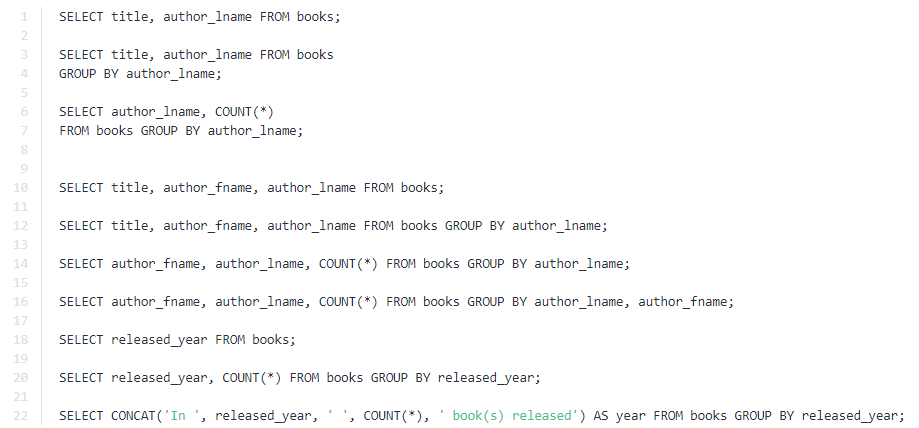 1 SELECT title, author_lname FROM books;
2
3 SELECT title, author_lname FROM books
4 GROUP BY author_lname;
5
6 SELECT author_lname, COUNT(*)
7 FROM books GROUP BY author_lname;
8
9
10 SELECT title, author_fname, author_lname FROM books;
11
12 SELECT title, author_fname, author_lname FROM books GROUP BY author_lname;
13
14 SELECT author_fname, author_lname, COUNT(*) FROM books GROUP BY author_lname;
15
16 SELECT author_fname, author_lname, COUNT(*) FROM books GROUP BY author_lname, author_fname;
17
18 SELECT released_year FROM books;
19
20 SELECT released_year, COUNT(*) FROM books GROUP BY released_year;
21
22 SELECT CONCAT('In ', released_year, ' ', COUNT(*), ' book(s) released') AS year FROM books GROUP BY released_year;